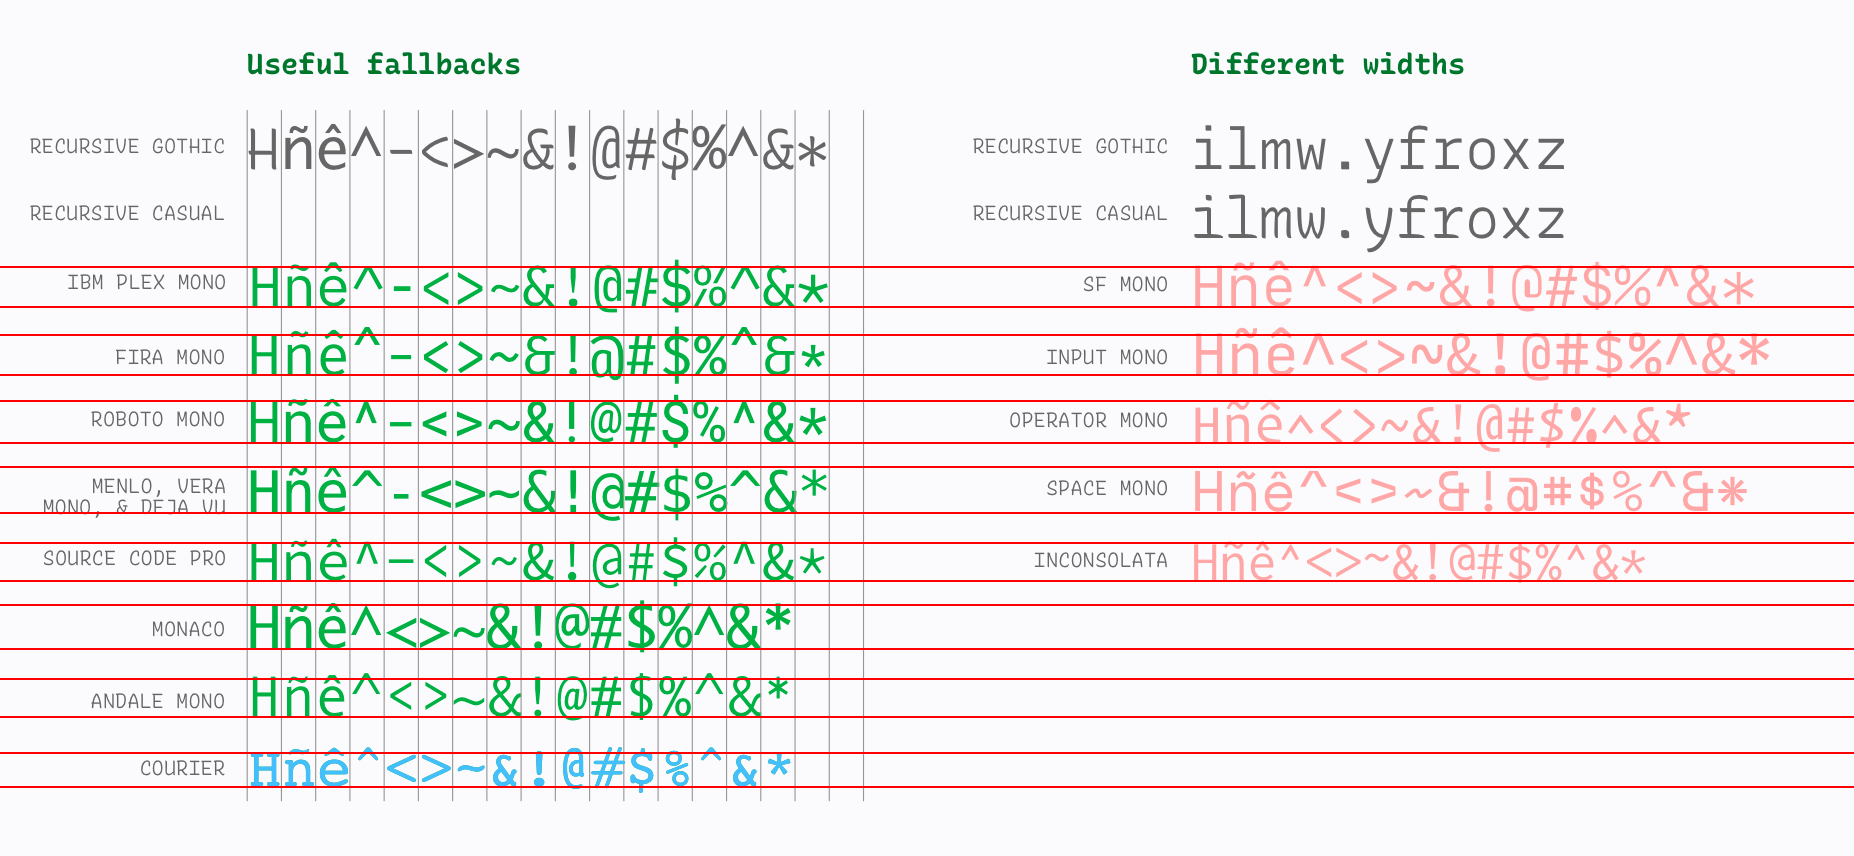 Useful fallbacks
RECURSIVE GOTHIC Hñê^-<>~&!@#$%^&*
RECURSIVE CASUAL
IBM PLEX MONO Hñê^-<>~&!@#$%^&*
FIRA MONO Hñê^-<>~&!@#$%^&*
ROBOTO MONO Hñê^-<>~&!@#$%^&*
MENLO, VERA
MONO, & DEJA VU Hñê^-<>~&!@#$%^&*
SOURCE CODE PRO Hñê^-<>~&!@#$%^&*
MONACO Hñê^<>~&!@#$%^&*
ANDALE MONO Hñê^<>~&!@#$%^&*
COURIER Hñê^<>~&!@#$%^&*
Different widths
RECURSIVE GOTHIC ilmw.yfroxz
RECURSIVE CASUAL ilmw.yfroxz
SF MONO Hñê^<>~&!@#$%^&*
INPUT MONO Hñê^<>~&!@#$%^&*
OPERATOR MONO Hñê^<>~&!@#$%^&*
SPACE MONO Hñê^<>~&!@#$%^&*
INCONSOLATA Hñê^<>~&!@#$%^&*